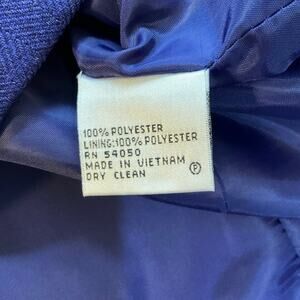 100% POLYESTER
LINING:100% POLYESTER
RN 54050
MADE IN VIETNAM
DRY CLEAN Ⓟ